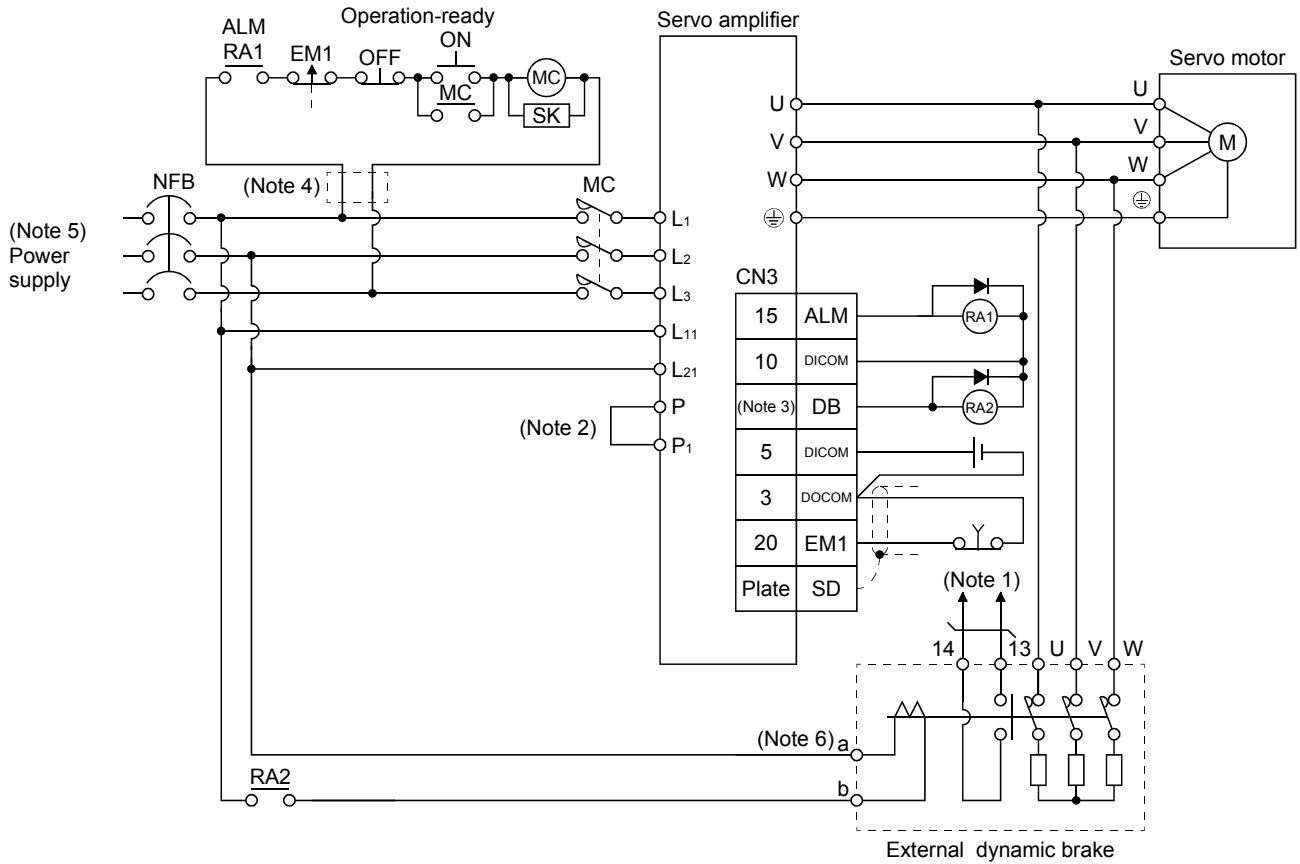 Operation-ready
ALM
RA1
EM1
OFF
ON
MC
MC
SK
Servo amplifier
Servo motor
U
V
W
U
V
W
M
NFB
(Note 4)
MC
(Note 5)
Power
supply
L1
L2
L3
L11
L21
P
P1
(Note 2)
CN3
15 ALM
RA1
10 DICOM
(Note 3) DB
RA2
5 DICOM
3 DOCOM
20 EM1
Plate SD
(Note 1)
14 13 U V W
(Note 6) a
RA2
b
External dynamic brake